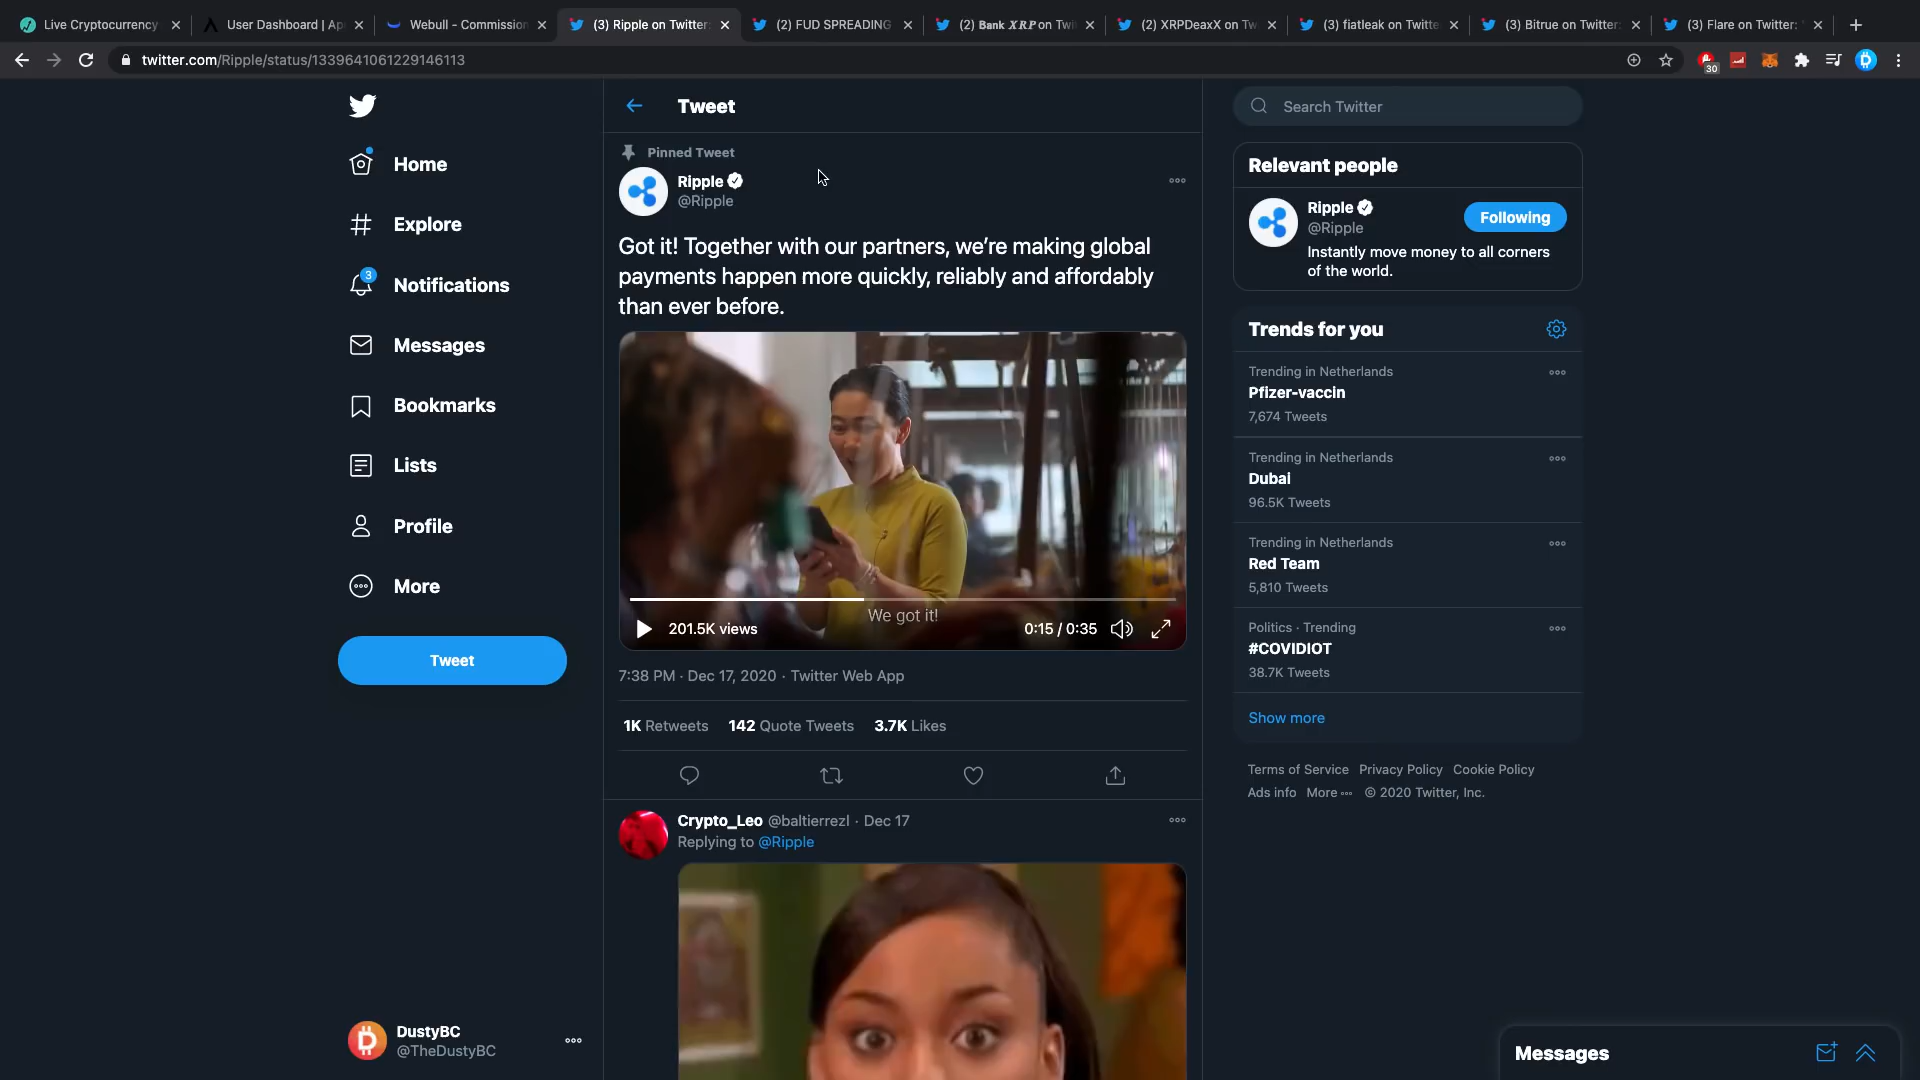 Live Cryptocurrency
User Dashboard | Ap
Webull - Commission
(3) Ripple on Twitter:
(2) FUD SPREADING
(2) 𝐁𝐚𝐧𝐤 𝑿𝑹𝑷 on Twi
(2) XRPDeaxX on Tw
(3) fiatleak on Twitte
(3) Bitrue on Twitter:
(3) Flare on Twitter: "
twitter.com/Ripple/status/1339641061229146113
30
Home
Explore
3
Notifications
Messages
Bookmarks
Lists
Profile
More
Tweet
DustyBC
@TheDustyBC
Tweet
Pinned Tweet
Ripple
@Ripple
Got it! Together with our partners, we're making global
payments happen more quickly, reliably and affordably
than ever before.
We got it!
201.5K views
0:15 / 0:35
7:38 PM · Dec 17, 2020 · Twitter Web App
1K Retweets 142 Quote Tweets 3.7K Likes
Crypto_Leo @baltierrezl · Dec 17
Replying to @Ripple
Search Twitter
Relevant people
Ripple
@Ripple
Following
Instantly move money to all corners
of the world.
Trends for you
Trending in Netherlands
Pfizer-vaccin
7,674 Tweets
Trending in Netherlands
Dubai
96.5K Tweets
Trending in Netherlands
Red Team
5,810 Tweets
Politics · Trending
#COVIDIOT
38.7K Tweets
Show more
Terms of Service Privacy Policy Cookie Policy
Ads info More ··· © 2020 Twitter, Inc.
Messages